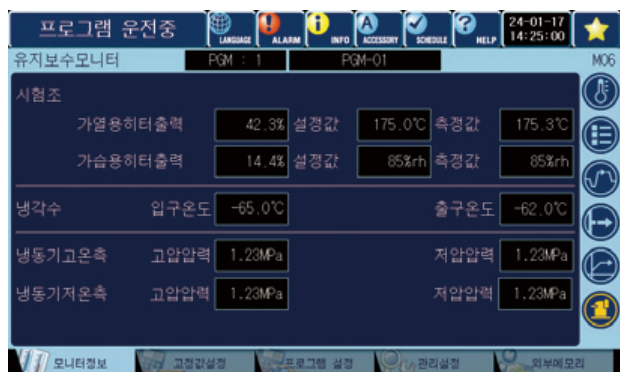 프로그램 운전중 LANGUAGE ! ALARM i INFO A ACCESSORY SCHEDULE ? HELP 24-01-17
14:25:00
유지보수모니터 PGM : 1 PGM-01 M06
시험조
가열용히터출력 42.3% 설정값 175.0℃ 측정값 175.3℃
가습용히터출력 14.4% 설정값 85%rh 측정값 85%rh
냉각수 입구온도 -65.0℃ 출구온도 -62.0℃
냉동기고온측 고압압력 1.23MPa 저압압력 1.23MPa
냉동기저온측 고압압력 1.23MPa 저압압력 1.23MPa
모니터정보 고정값설정 프로그램 설정 관리설정 외부메모리